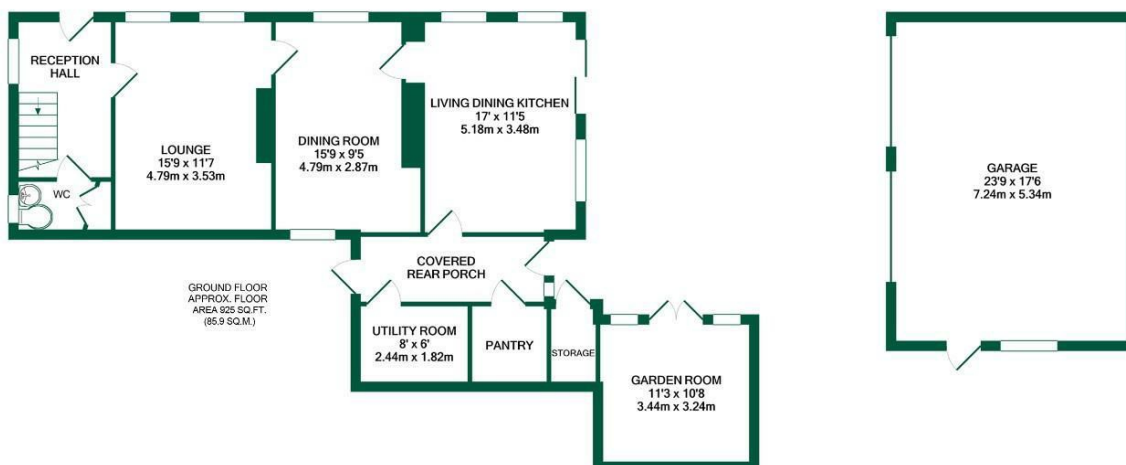 RECEPTION
HALL
WC
LOUNGE
15'9 x 11'7
4.79m x 3.53m
DINING ROOM
15'9 x 9'5
4.79m x 2.87m
LIVING DINING KITCHEN
17' x 11'5
5.18m x 3.48m
COVERED
REAR PORCH
GROUND FLOOR
APPROX. FLOOR
AREA 925 SQ.FT.
(85.9 SQ.M.)
UTILITY ROOM
8' x 6'
2.44m x 1.82m
PANTRY
STORAGE
GARDEN ROOM
11'3 x 10'8
3.44m x 3.24m
GARAGE
23'9 x 17'6
7.24m x 5.34m